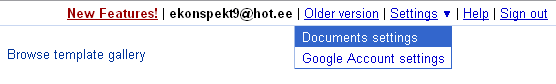 New Features! | ekonspekt9@hot.ee | Older version | Settings ▼ | Help | Sign out
Documents settings
Google Account settings
Browse template gallery